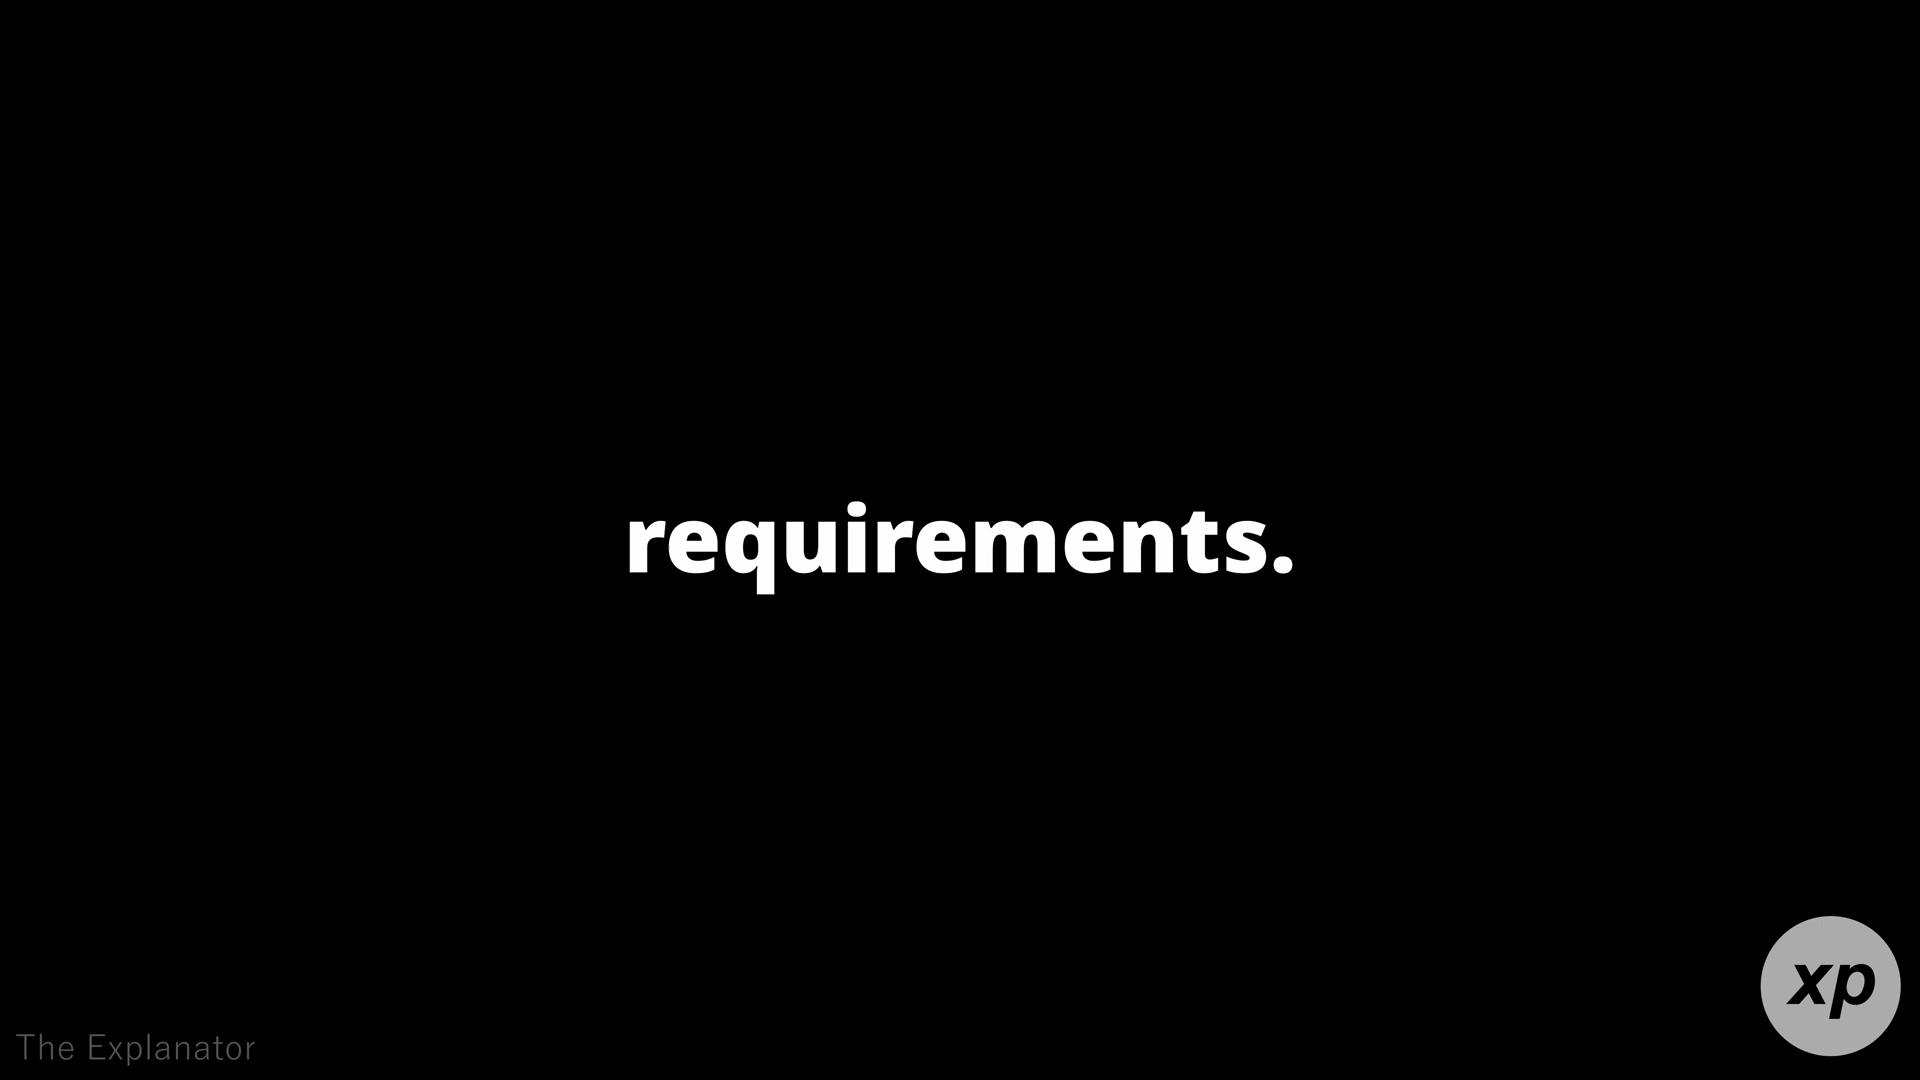 requirements.
xp
The Explanator